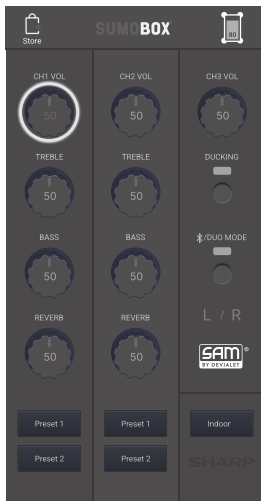 Store
SUMOBOX
80
CH1 VOL
CH2 VOL
CH3 VOL
50
50
50
TREBLE
TREBLE
DUCKING
50
50
BASS
BASS
/DUO MODE
50
50
REVERB
REVERB
L / R
50
50
SAM®
BY DEVIALET
Preset 1
Preset 1
Indoor
Preset 2
Preset 2
SHARP